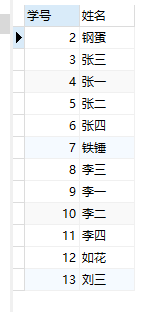 学号 姓名
2 钢蛋
3 张三
4 张一
5 张二
6 张四
7 铁锤
8 李三
9 李一
10 李二
11 李四
12 如花
13 刘三